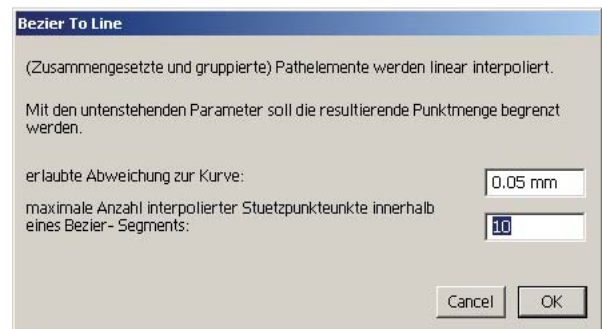 Bezier To Line
(Zusammengesetzte und gruppierte) Pathelemente werden linear interpoliert.
Mit den untenstehenden Parameter soll die resultierende Punktmenge begrenzt
werden.
erlaubte Abweichung zur Kurve:
0.05 mm
maximale Anzahl interpolierter Stuetzpunkteunkte innerhalb
eines Bezier- Segments:
10
Cancel
OK